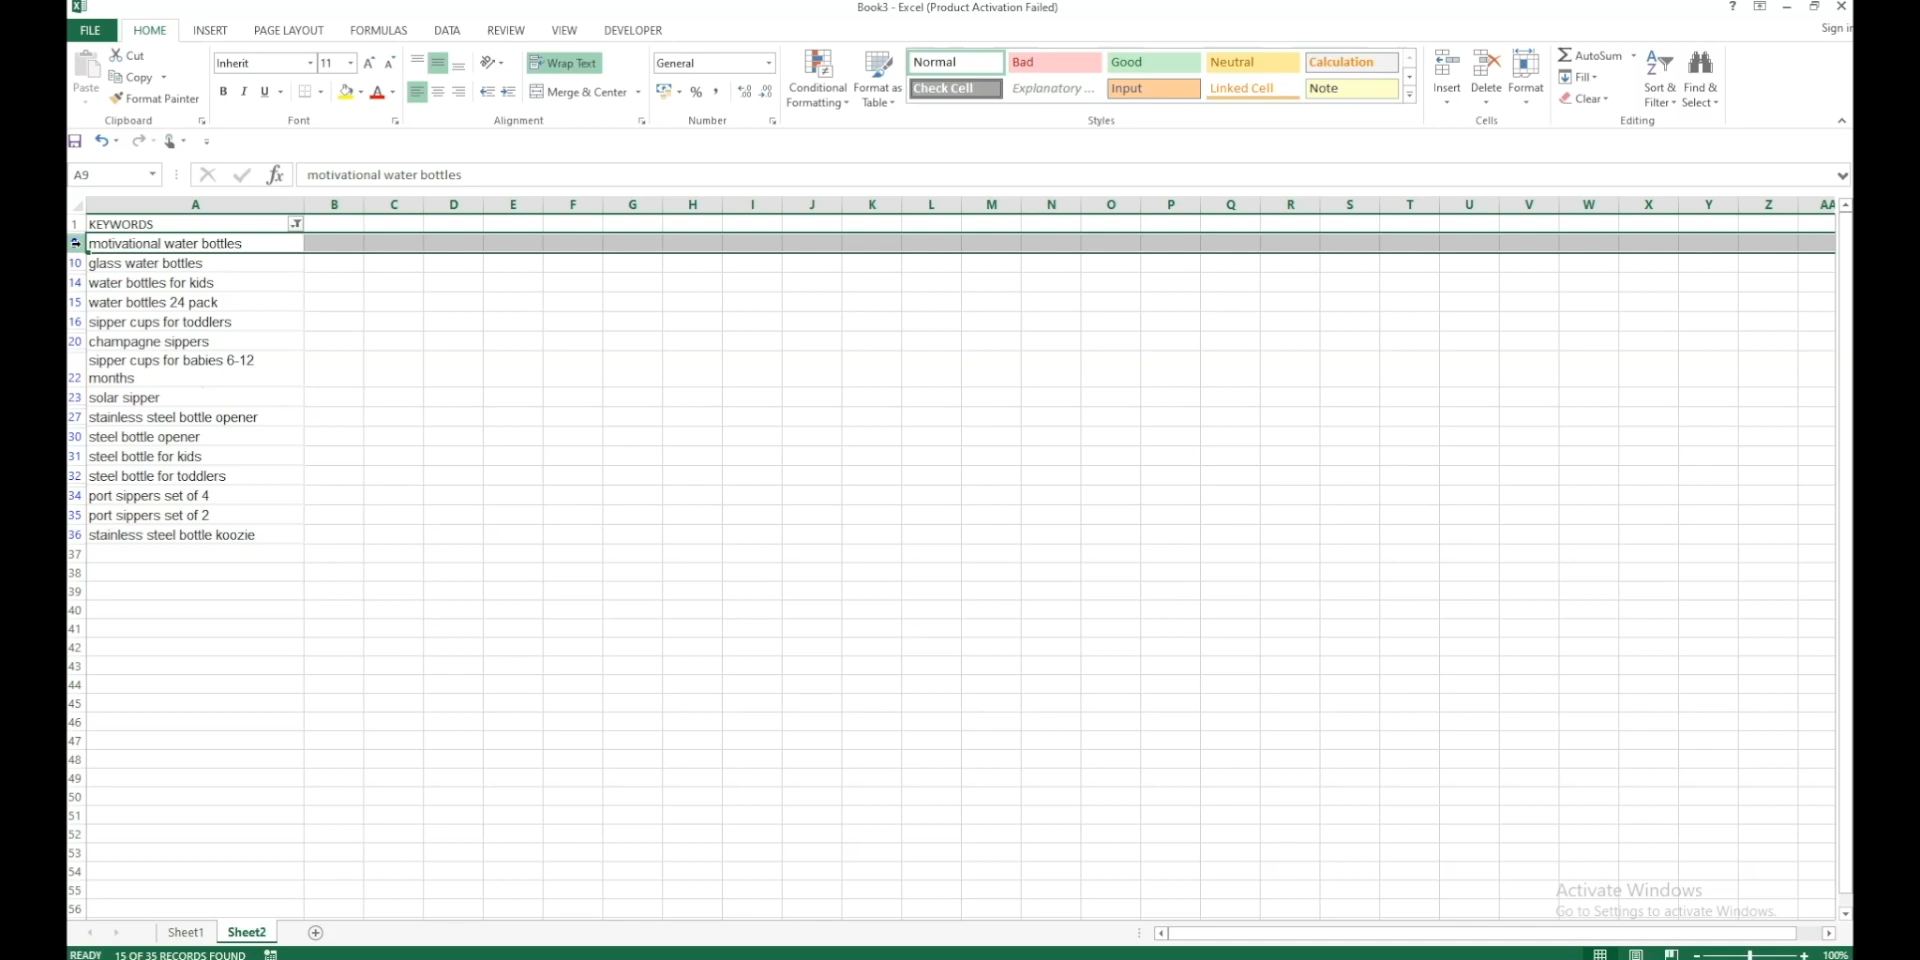 Book3 - Excel (Product Activation Failed)
?
Sign in
FILE HOME INSERT PAGE LAYOUT FORMULAS DATA REVIEW VIEW DEVELOPER
Paste Cut Copy Format Painter Clipboard
Inherit 11 B I U A Font
Wrap Text Merge & Center Alignment
General % , Number
Conditional Formatting Format as Table
Normal Bad Good Neutral Calculation
Check Cell Explanatory ... Input Linked Cell Note
Styles
Insert Delete Format Cells
AutoSum Fill Clear Sort & Filter Find & Select Editing
A9 fx motivational water bottles
A B C D E F G H I J K L M N O P Q R S T U V W X Y Z AA
1 KEYWORDS
motivational water bottles
10 glass water bottles
14 water bottles for kids
15 water bottles 24 pack
16 sipper cups for toddlers
20 champagne sippers
sipper cups for babies 6-12
22 months
23 solar sipper
27 stainless steel bottle opener
30 steel bottle opener
31 steel bottle for kids
32 steel bottle for toddlers
34 port sippers set of 4
35 port sippers set of 2
36 stainless steel bottle koozie
37
38
39
40
41
42
43
44
45
46
47
48
49
50
51
52
53
54
55
56
Activate Windows
Go to Settings to activate Windows.
Sheet1 Sheet2
READY 15 OF 35 RECORDS FOUND 100%